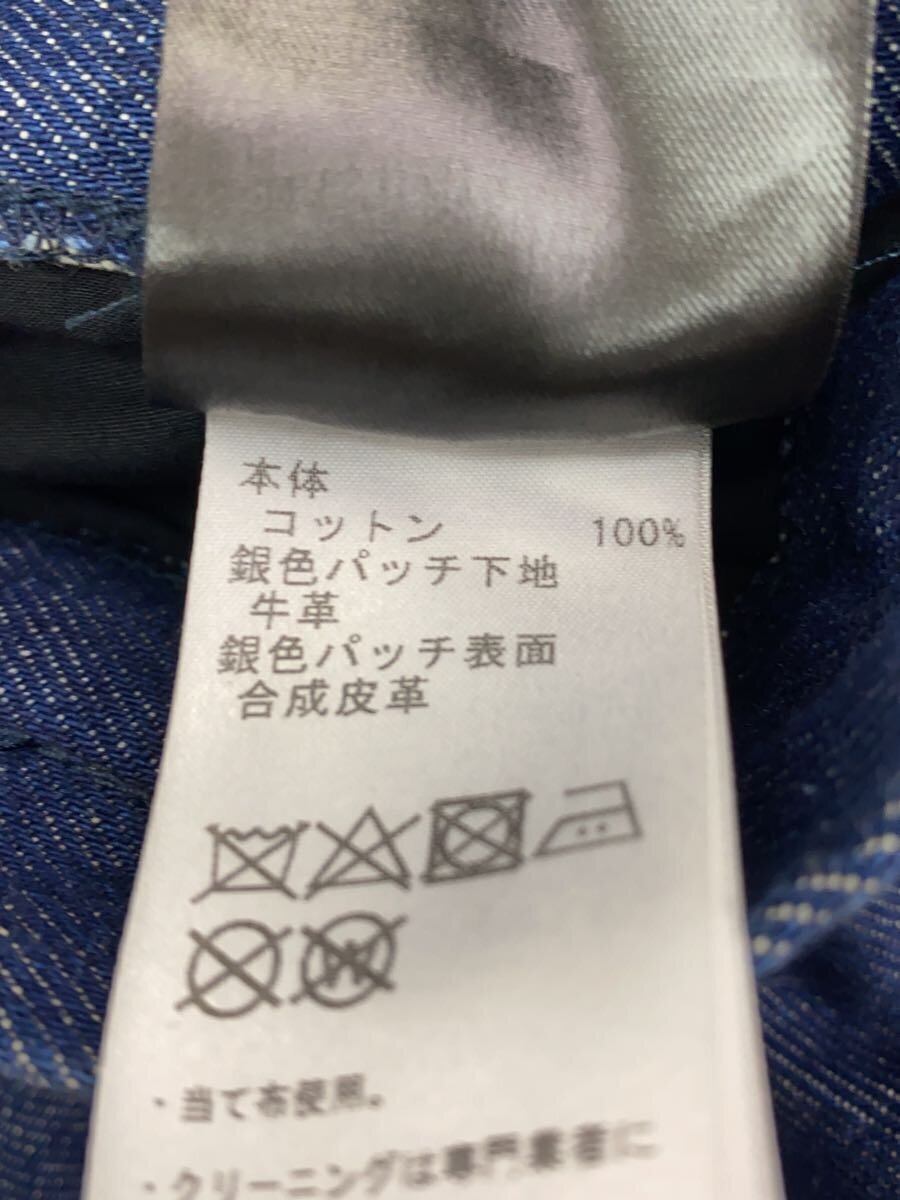 本体
コットン 100%
銀色パッチ下地
牛革
銀色パッチ表面
合成皮革
W
・当て布使用。
・クリーニングは専門業者に